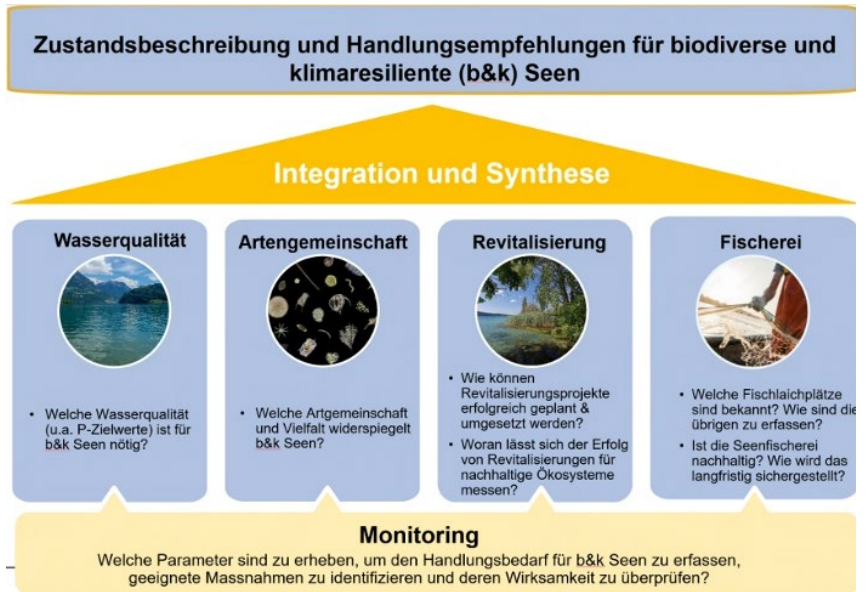 Zustandsbeschreibung und Handlungsempfehlungen für biodiverse und
klimaresiliente (b&k) Seen
Integration und Synthese
Wasserqualität
• Welche Wasserqualität
(u.a. P-Zielwerte) ist für
b&k Seen nötig?
Artengemeinschaft
• Welche Artgemeinschaft
und Vielfalt widerspiegelt
b&k Seen?
Revitalisierung
• Wie können
Revitalisierungsprojekte
erfolgreich geplant &
umgesetzt werden?
• Woran lässt sich der Erfolg
von Revitalisierungen für
nachhaltige Ökosysteme
messen?
Fischerei
• Welche Fischlaichplätze
sind bekannt? Wie sind die
übrigen zu erfassen?
• Ist die Seenfischerei
nachhaltig? Wie wird das
langfristig sichergestellt?
Monitoring
Welche Parameter sind zu erheben, um den Handlungsbedarf für b&k Seen zu erfassen,
geeignete Massnahmen zu identifizieren und deren Wirksamkeit zu überprüfen?